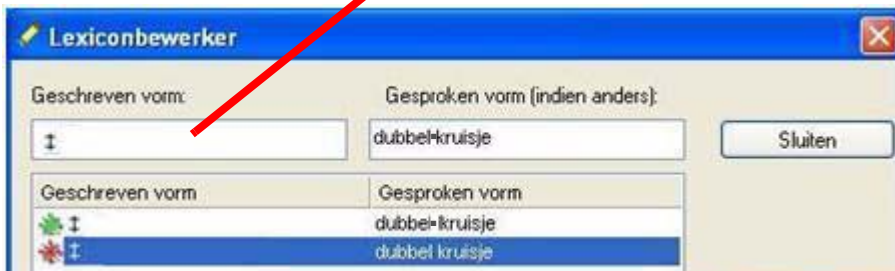 Lexiconbewerker
Geschreven vorm: Gesproken vorm (indien anders):
‡ dubbel-kruisje Sluiten
Geschreven vorm Gesproken vorm
‡ dubbel-kruisje
‡ dubbel kruisje